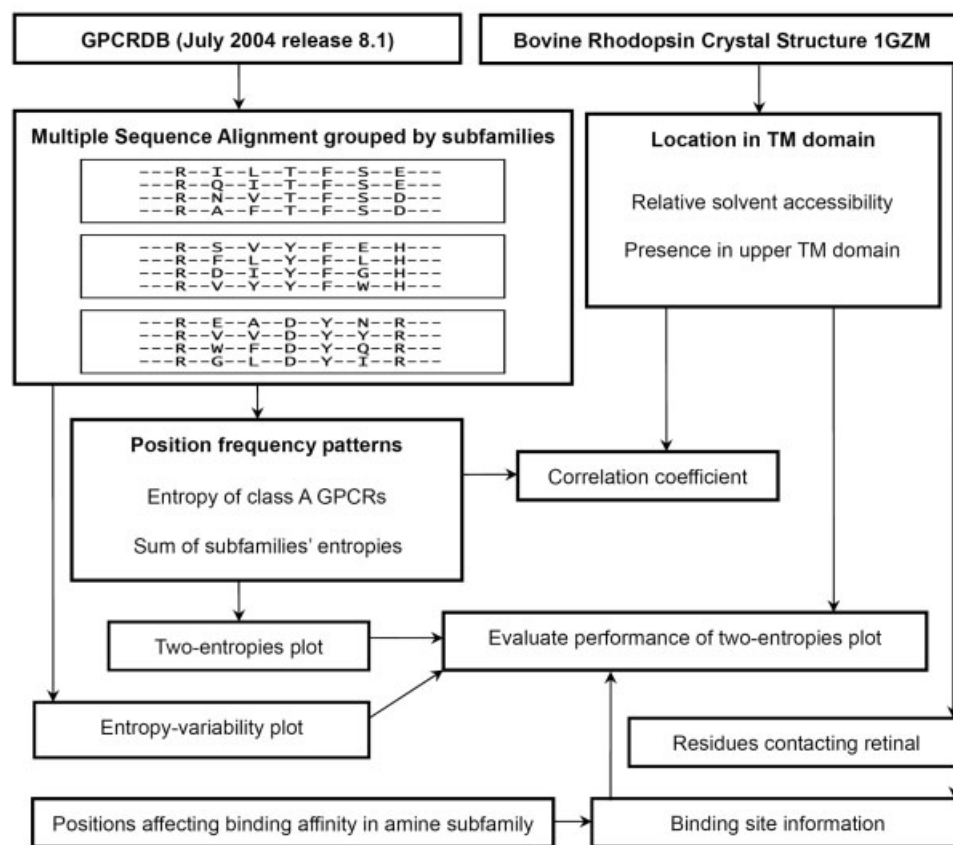 GPCRDB (July 2004 release 8.1)
Bovine Rhodopsin Crystal Structure 1GZM
Multiple Sequence Alignment grouped by subfamilies
---R--I--L--T--F--S--E---
---R--Q--I--T--F--S--E---
---R--N--V--T--F--S--D---
---R--A--F--T--F--S--D---
---R--S--V--Y--F--E--H---
---R--F--L--Y--F--L--H---
---R--D--I--Y--F--G--H---
---R--V--Y--Y--F--W--H---
---R--E--A--D--Y--N--R---
---R--V--V--D--Y--Y--R---
---R--W--F--D--Y--Q--R---
---R--G--L--D--Y--I--R---
Location in TM domain
Relative solvent accessibility
Presence in upper TM domain
Position frequency patterns
Entropy of class A GPCRs
Sum of subfamilies' entropies
Correlation coefficient
Two-entropies plot
Evaluate performance of two-entropies plot
Entropy-variability plot
Residues contacting retinal
Positions affecting binding affinity in amine subfamily
Binding site information